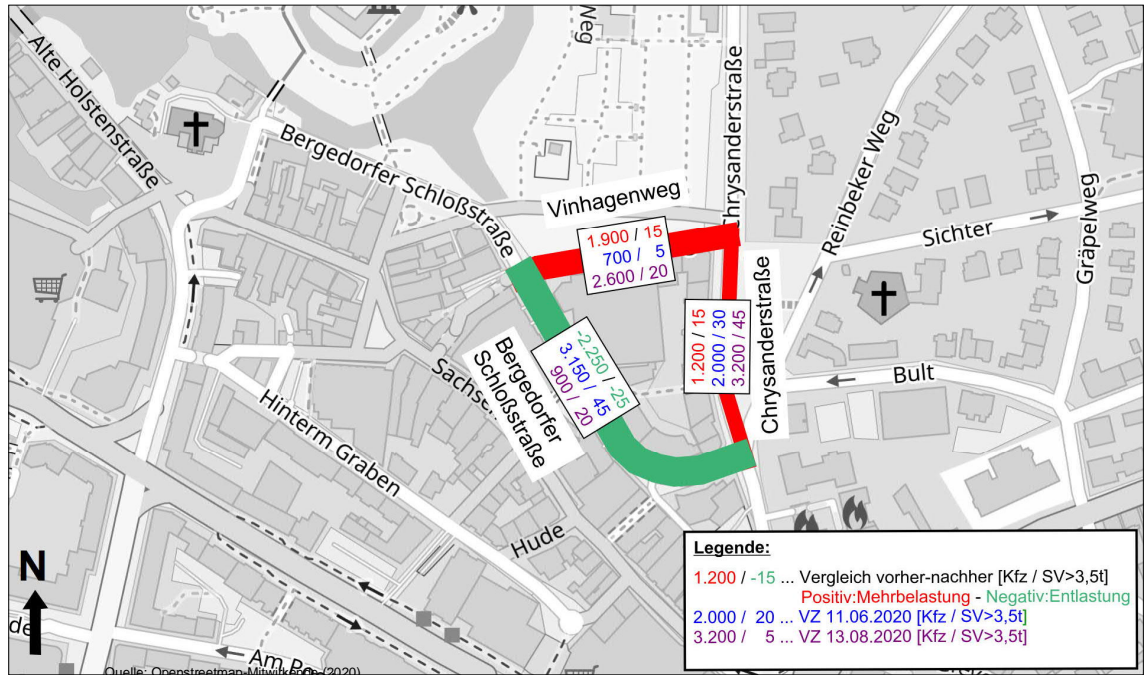 Weg
Alte Holstenstraße
Bergedorfer Schloßstraße
Vinhagenweg
Chrysanderstraße
Reinbeker Weg
Sichter
Gräpelweg
1.900 / 15
700 / 5
2.600 / 20
Chrysanderstraße
1.200 / 15
2.000 / 30
3.200 / 45
-2.250 / -25
3.150 / 45
900 / 20
Bergedorfer
Schloßstraße
Sachsen
Bult
Hinterm Graben
Hude
N
Legende:
1.200 / -15 ... Vergleich vorher-nachher [Kfz / SV>3,5t]
Positiv:Mehrbelastung - Negativ:Entlastung
2.000 / 20 ... VZ 11.06.2020 [Kfz / SV>3,5t]
3.200 / 5 ... VZ 13.08.2020 [Kfz / SV>3,5t]
Am
Quelle: Openstreetmap-Mitwirkende (2020)